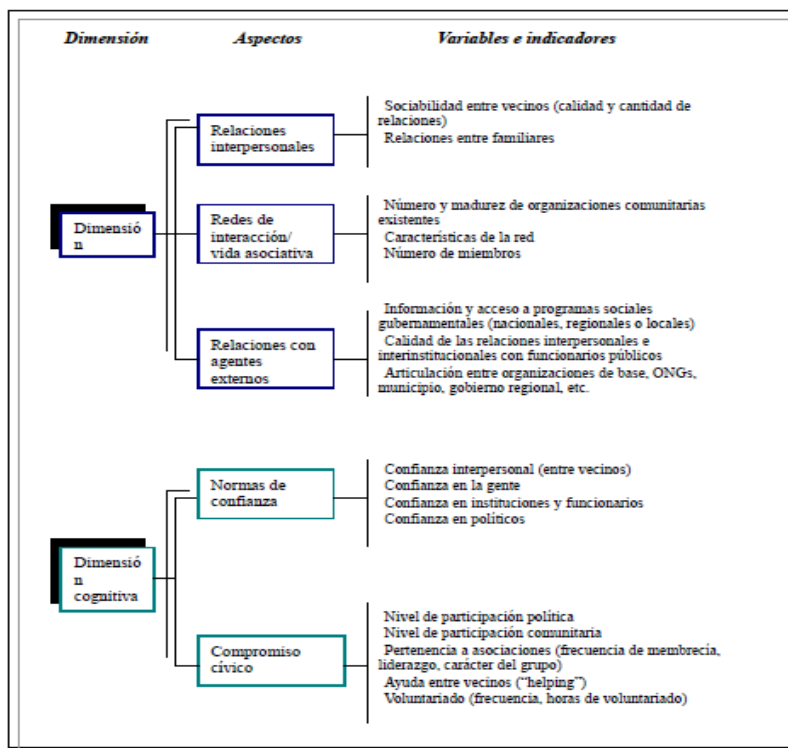 Dimensión Aspectos Variables e indicadores
Relaciones
interpersonales
Sociabilidad entre vecinos (calidad y cantidad de
relaciones)
Relaciones entre familiares
Dimensió
n
Redes de
interacción/
vida asociativa
Número y madurez de organizaciones comunitarias
existentes
Características de la red
Número de miembros
Relaciones con
agentes
externos
Información y acceso a programas sociales
gubernamentales (nacionales, regionales o locales)
Calidad de las relaciones interpersonales e
interinstitucionales con funcionarios públicos
Articulación entre organizaciones de base, ONGs,
municipio, gobierno regional, etc.
Dimensió
n
cognitiva
Normas de
confianza
Confianza interpersonal (entre vecinos)
Confianza en la gente
Confianza en instituciones y funcionarios
Confianza en políticos
Compromiso
cívico
Nivel de participación política
Nivel de participación comunitaria
Pertenencia a asociaciones (frecuencia de membrecía,
liderazgo, carácter del grupo)
Ayuda entre vecinos (“helping”)
Voluntariado (frecuencia, horas de voluntariado)